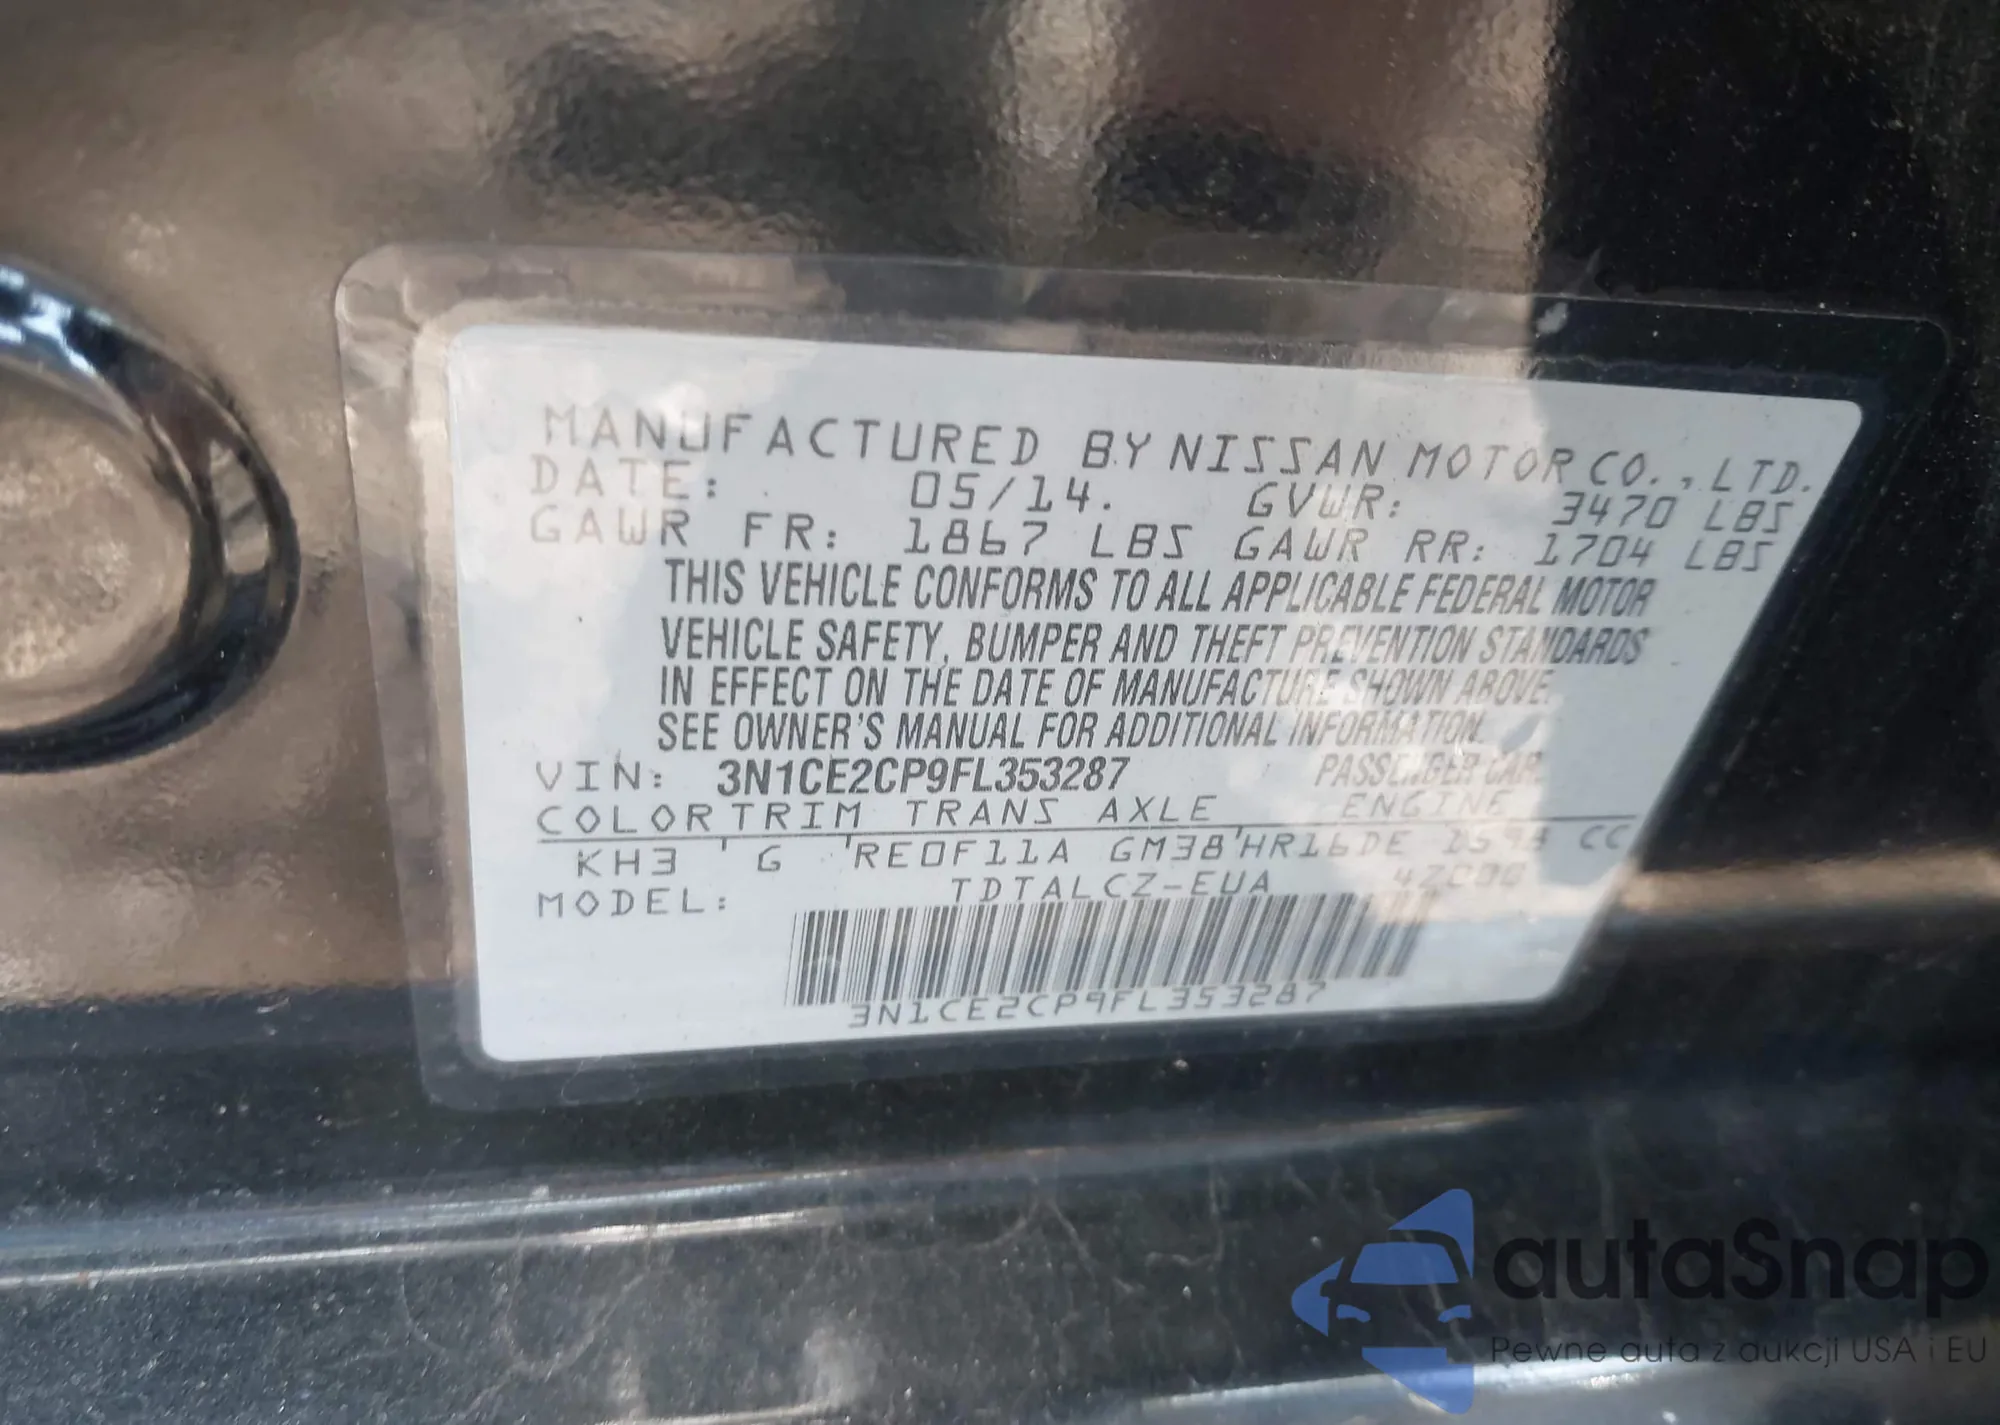 MANUFACTURED BY NISSAN MOTOR CO., LTD.
DATE: 05/14. GVWR: 3470 LBS
GAWR FR: 1867 LBS GAWR RR: 1704 LBS
THIS VEHICLE CONFORMS TO ALL APPLICABLE FEDERAL MOTOR
VEHICLE SAFETY, BUMPER AND THEFT PREVENTION STANDARDS
IN EFFECT ON THE DATE OF MANUFACTURE SHOWN ABOVE.
SEE OWNER'S MANUAL FOR ADDITIONAL INFORMATION.
VIN: 3N1CE2CP9FL353287 PASSENGER CAR
COLOR TRIM TRANS AXLE ENGINE
KH3 ' G 'RE0F11A GM38'HR16DE 1598 CC
MODEL: TDTALCZ-EUA
3N1CE2CP9FL353287
autaSnap
Pewne auta z aukcji USA i EU